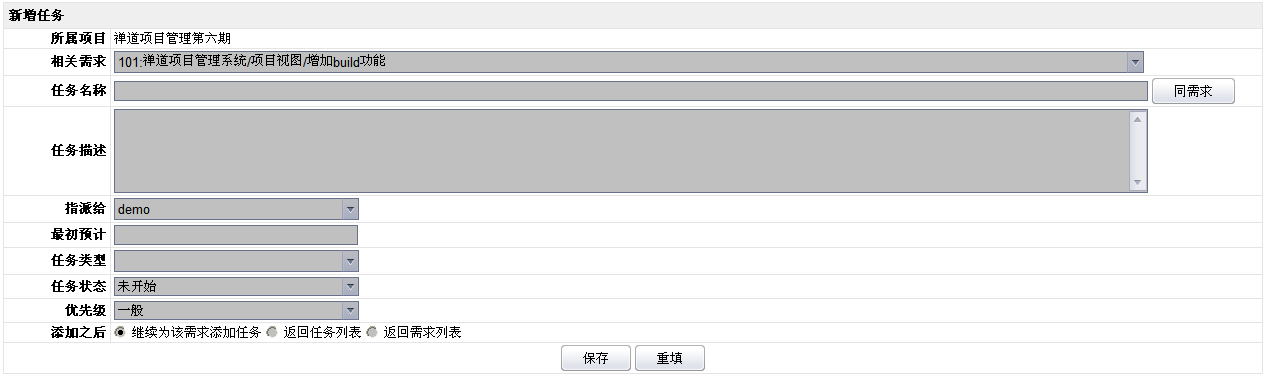 新增任务
所属项目 禅道项目管理第六期
相关需求 101:禅道项目管理系统/项目视图/增加build功能
任务名称 同需求
任务描述
指派给 demo
最初预计
任务类型
任务状态 未开始
优先级 一般
添加之后 继续为该需求添加任务 返回任务列表 返回需求列表
保存 重填